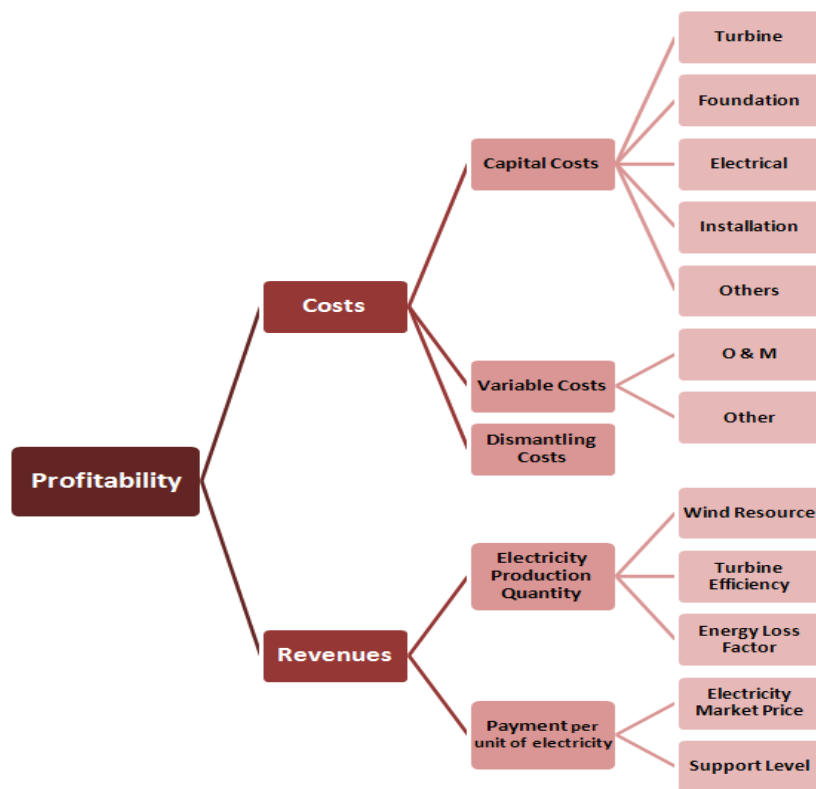 Turbine
Foundation
Capital Costs
Electrical
Installation
Others
Costs
O & M
Variable Costs
Other
Dismantling
Costs
Profitability
Wind Resource
Electricity
Production
Quantity
Turbine
Efficiency
Energy Loss
Factor
Revenues
Electricity
Market Price
Payment per
unit of electricity
Support Level